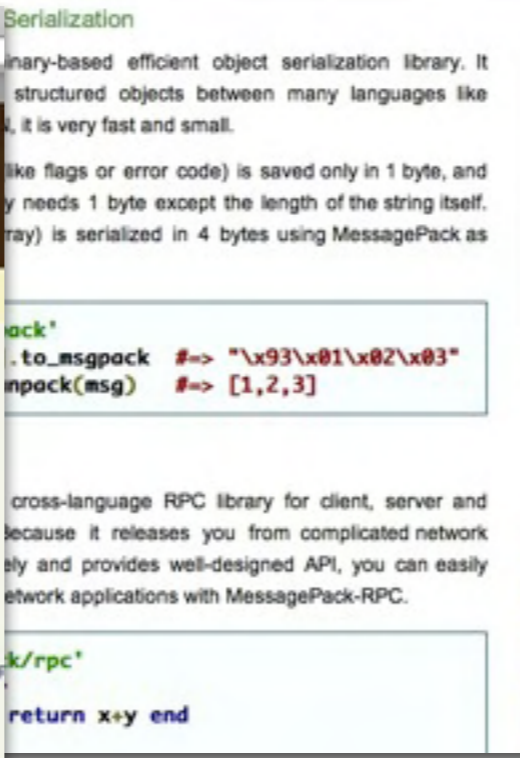 Serialization
inary-based efficient object serialization library. It
structured objects between many languages like
, it is very fast and small.
like flags or error code) is saved only in 1 byte, and
y needs 1 byte except the length of the string itself.
ray) is serialized in 4 bytes using MessagePack as
ack'
.to_msgpack #=> "\x93\x01\x02\x03"
npack(msg) #=> [1,2,3]
cross-language RPC library for client, server and
Because it releases you from complicated network
ely and provides well-designed API, you can easily
etwork applications with MessagePack-RPC.
k/rpc'
return x+y end